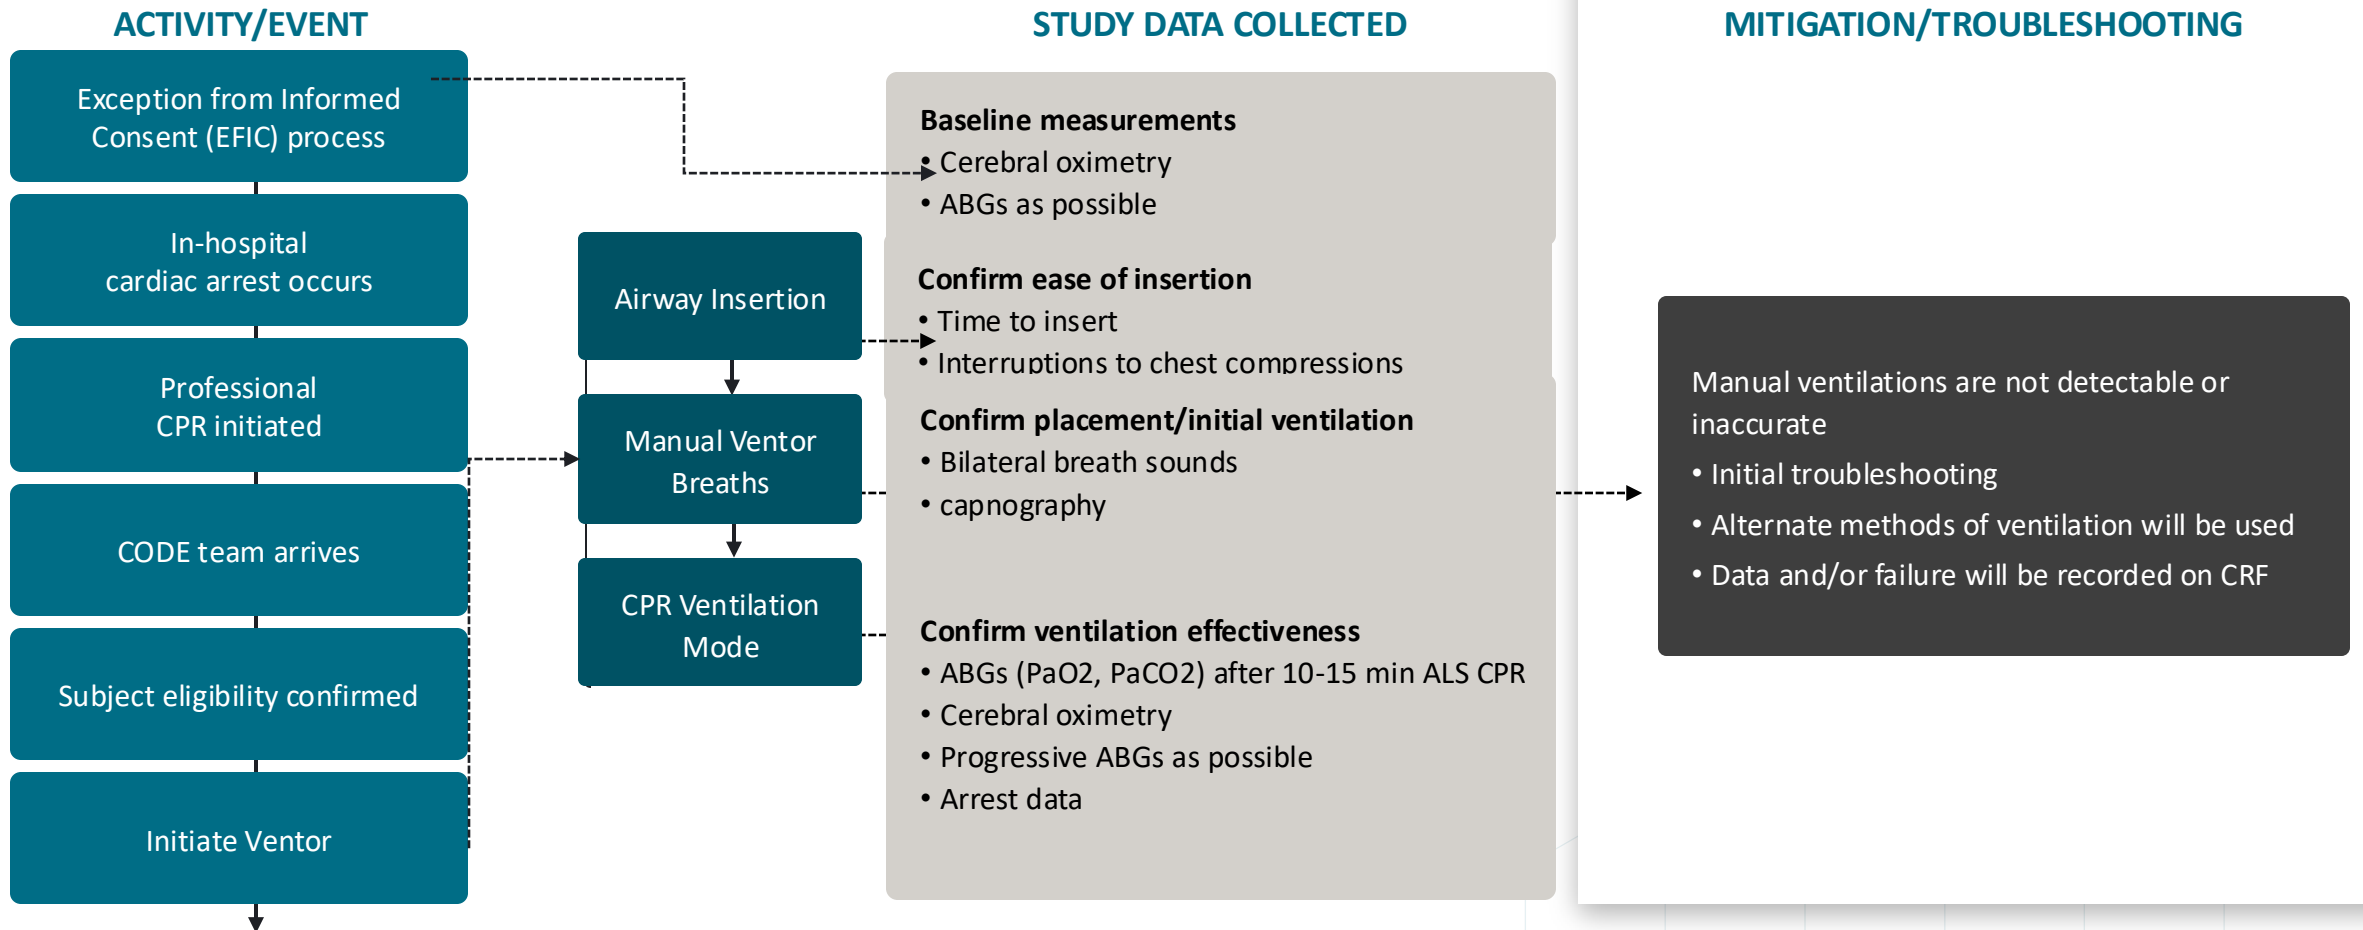 ACTIVITY/EVENT
Exception from Informed
Consent (EFIC) process
In-hospital
cardiac arrest occurs
Professional
CPR initiated
CODE team arrives
Subject eligibility confirmed
Initiate Ventor
Airway Insertion
Manual Ventor
Breaths
CPR Ventilation
Mode
STUDY DATA COLLECTED
Baseline measurements
• Cerebral oximetry
• ABGs as possible
Confirm ease of insertion
• Time to insert
• Interruptions to chest compressions
Confirm placement/initial ventilation
• Bilateral breath sounds
• capnography
Confirm ventilation effectiveness
• ABGs (PaO2, PaCO2) after 10-15 min ALS CPR
• Cerebral oximetry
• Progressive ABGs as possible
• Arrest data
MITIGATION/TROUBLESHOOTING
Manual ventilations are not detectable or
inaccurate
• Initial troubleshooting
• Alternate methods of ventilation will be used
• Data and/or failure will be recorded on CRF